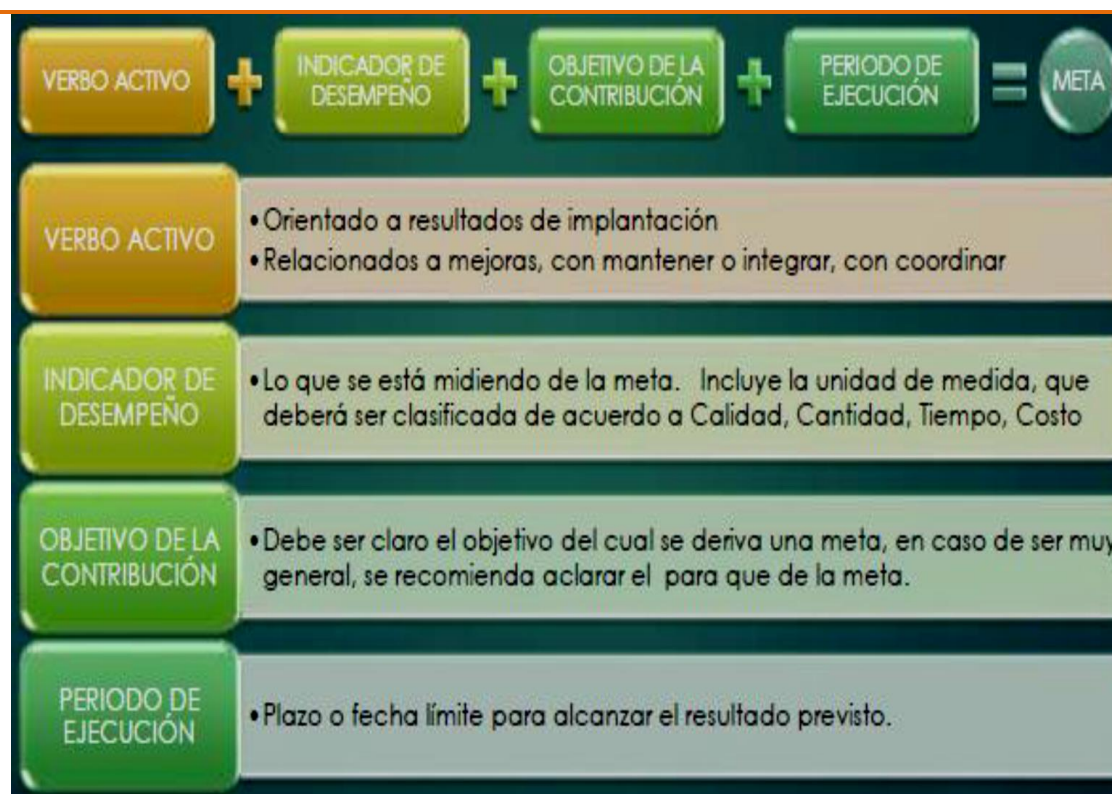 VERBO ACTIVO + INDICADOR DE DESEMPEÑO + OBJETIVO DE LA CONTRIBUCIÓN + PERIODO DE EJECUCIÓN = META
VERBO ACTIVO
•Orientado a resultados de implantación
•Relacionados a mejoras, con mantener o integrar, con coordinar
INDICADOR DE
DESEMPEÑO
•Lo que se está midiendo de la meta. Incluye la unidad de medida, que
deberá ser clasificada de acuerdo a Calidad, Cantidad, Tiempo, Costo
OBJETIVO DE LA
CONTRIBUCIÓN
•Debe ser claro el objetivo del cual se deriva una meta, en caso de ser muy
general, se recomienda aclarar el para que de la meta.
PERIODO DE
EJECUCIÓN
•Plazo o fecha límite para alcanzar el resultado previsto.